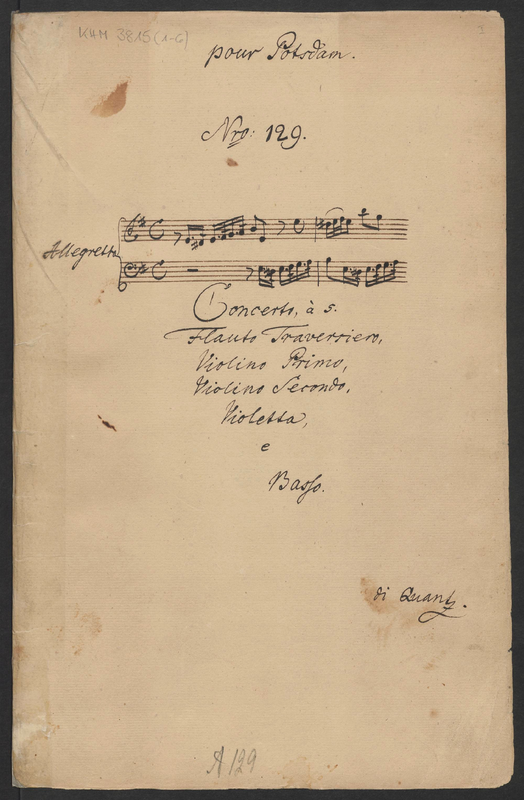 KHM 3815(1-6)
pour Potsdam.
Nro: 129.
Allegretto
Concerto, à 5.
Flauto Traversiero,
Violino Primo,
Violino Secondo,
Violetta,
e
Basso.
di Quantz.
A 129